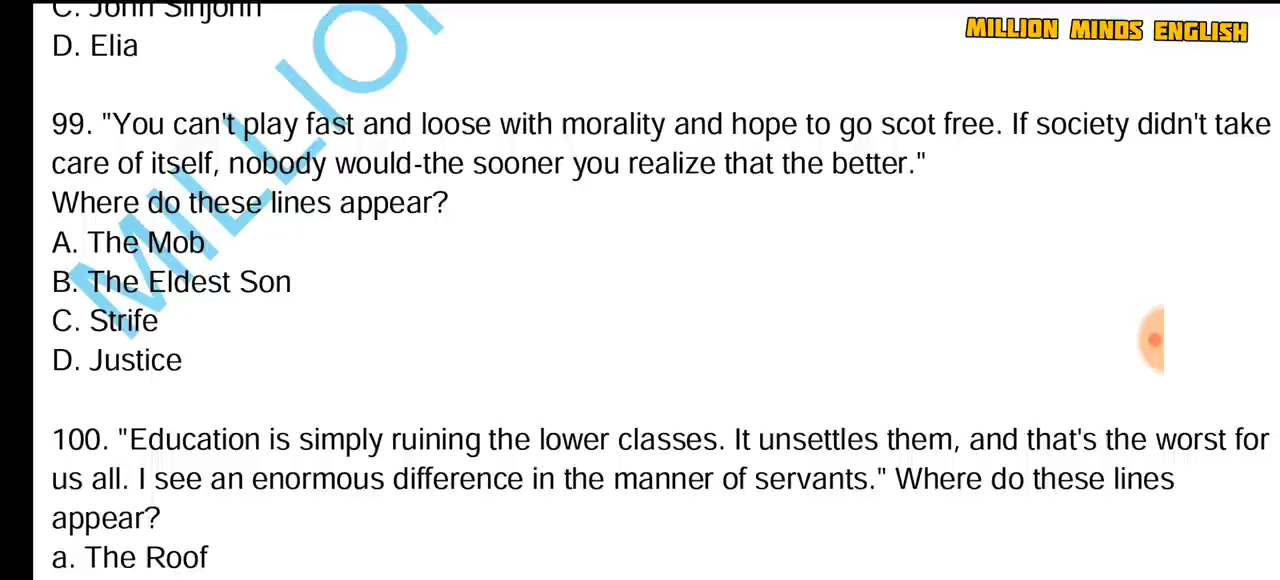 C. John Sinjohn
D. Elia
MILLION MINDS ENGLISH
99. "You can't play fast and loose with morality and hope to go scot free. If society didn't take
care of itself, nobody would-the sooner you realize that the better."
Where do these lines appear?
A. The Mob
B. The Eldest Son
C. Strife
D. Justice
100. "Education is simply ruining the lower classes. It unsettles them, and that's the worst for
us all. I see an enormous difference in the manner of servants." Where do these lines
appear?
a. The Roof
MILLION